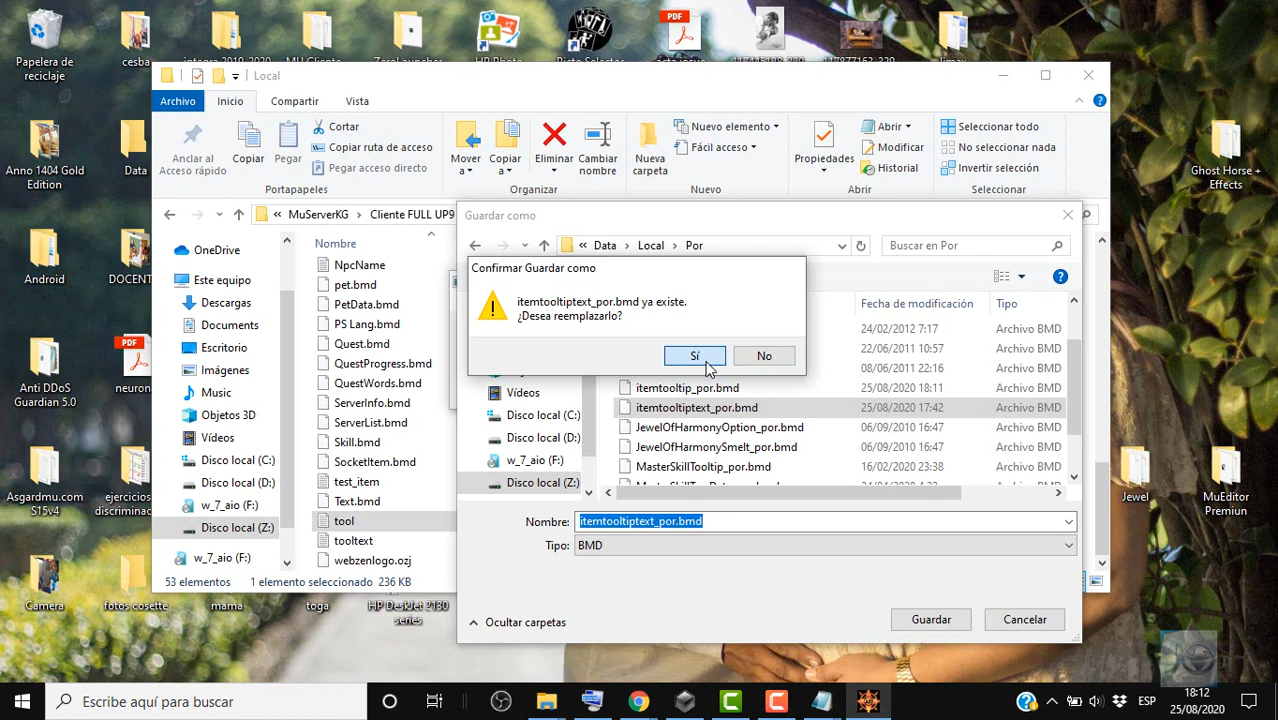 Papelera de
reciclaje
cesba
MU Cliente
ZeroLauncher
HP Photo
Picto Selector
limax
Local
Archivo
Inicio
Compartir
Vista
Anclar al
Acceso rápido
Copiar
Pegar
Cortar
Copiar ruta de acceso
Pegar acceso directo
Portapapeles
Mover
a
Copiar
a
Eliminar
Cambiar
nombre
Organizar
Nueva
carpeta
Nuevo elemento
Fácil acceso
Nuevo
Propiedades
Abrir
Modificar
Historial
Abrir
Seleccionar todo
No seleccionar nada
Invertir selección
Seleccionar
« MuServerKG › Cliente FULL UP9
OneDrive
Este equipo
Descargas
Documents
Escritorio
Imágenes
Music
Objetos 3D
Vídeos
Disco local (C:)
Disco local (D:)
w_7_aio (F:)
Disco local (Z:)
w_7_aio (F:)
Nombre
NpcName
pet.bmd
PetData.bmd
PS Lang.bmd
Quest.bmd
QuestProgress.bmd
QuestWords.bmd
ServerInfo.bmd
ServerList.bmd
Skill.bmd
SocketItem.bmd
test_item
Text.bmd
tool
tooltext
webzenlogo.ozj
53 elementos
1 elemento seleccionado 236 KB
Guardar como
« Data › Local › Por
Buscar en Por
Confirmar Guardar como
itemtooltiptext_por.bmd ya existe.
¿Desea reemplazarlo?
Sí
No
Fecha de modificación
Tipo
24/02/2012 7:17 Archivo BMD
22/06/2011 10:57 Archivo BMD
08/06/2011 22:16 Archivo BMD
itemtooltip_por.bmd 25/08/2020 18:11 Archivo BMD
itemtooltiptext_por.bmd 25/08/2020 17:42 Archivo BMD
JewelOfHarmonyOption_por.bmd 06/09/2010 16:47 Archivo BMD
JewelOfHarmonySmelt_por.bmd 06/09/2010 16:47 Archivo BMD
MasterSkillTooltip_por.bmd 16/02/2020 23:38 Archivo BMD
Vídeos
Disco local (C:)
Disco local (D:)
w_7_aio (F:)
Disco local (Z:)
Nombre: itemtooltiptext_por.bmd
Tipo: BMD
Ocultar carpetas
Guardar
Cancelar
Anno 1404 Gold
Edition
Data
Android
DOCENT
Anti DDoS
Guardian 5.0
PDF
neuron
Asgardmu.com
S15v4
ejercicios
discriminac
Camera
fotos cosette
mama
toga
HP DeskJet 2130
series
Ghost Horse +
Effects
Jewel
MuEditor
Premiun
Escribe aquí para buscar
ESP
18:12
25/08/2020